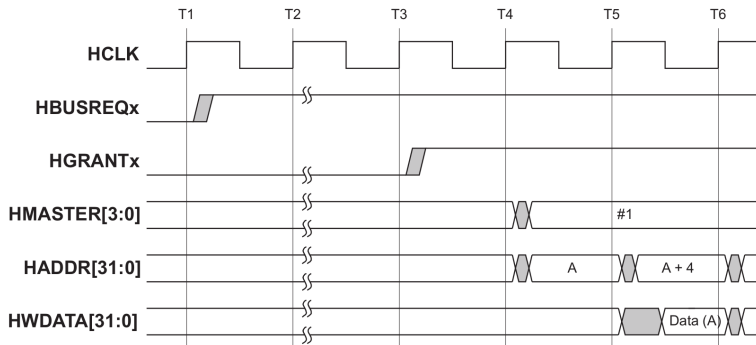 T1 T2 T3 T4 T5 T6
HCLK
HBUSREQx
HGRANTx
HMASTER[3:0] #1
HADDR[31:0] A A + 4
HWDATA[31:0] Data (A)